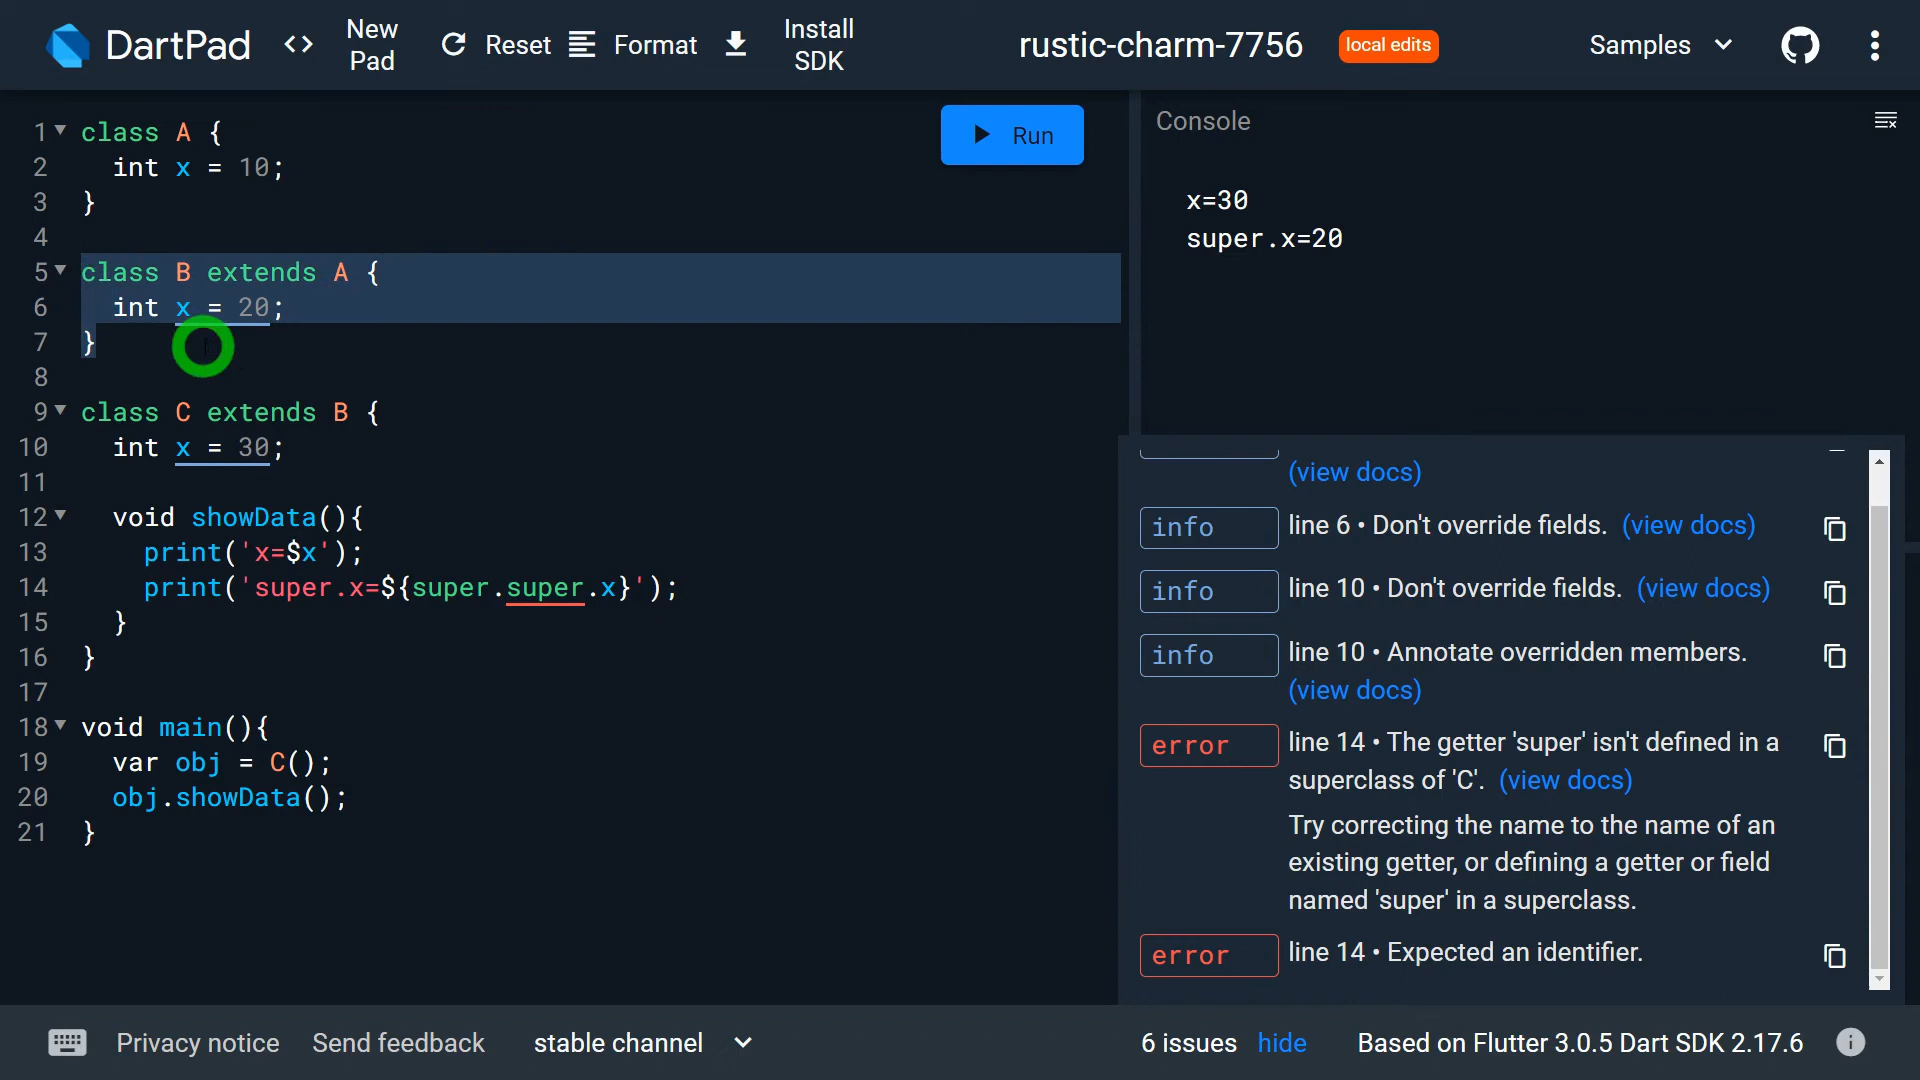 DartPad <> New Pad Reset Format Install SDK rustic-charm-7756 local edits Samples
1 class A {
2 int x = 10;
3 }
4
5 class B extends A {
6 int x = 20;
7 }
8
9 class C extends B {
10 int x = 30;
11
12 void showData(){
13 print('x=$x');
14 print('super.x=${super.super.x}');
15 }
16 }
17
18 void main(){
19 var obj = C();
20 obj.showData();
21 }
Run
Console
x=30
super.x=20
(view docs)
info line 6 • Don't override fields. (view docs)
info line 10 • Don't override fields. (view docs)
info line 10 • Annotate overridden members.
(view docs)
error line 14 • The getter 'super' isn't defined in a
superclass of 'C'. (view docs)
Try correcting the name to the name of an
existing getter, or defining a getter or field
named 'super' in a superclass.
error line 14 • Expected an identifier.
Privacy notice Send feedback stable channel 6 issues hide Based on Flutter 3.0.5 Dart SDK 2.17.6